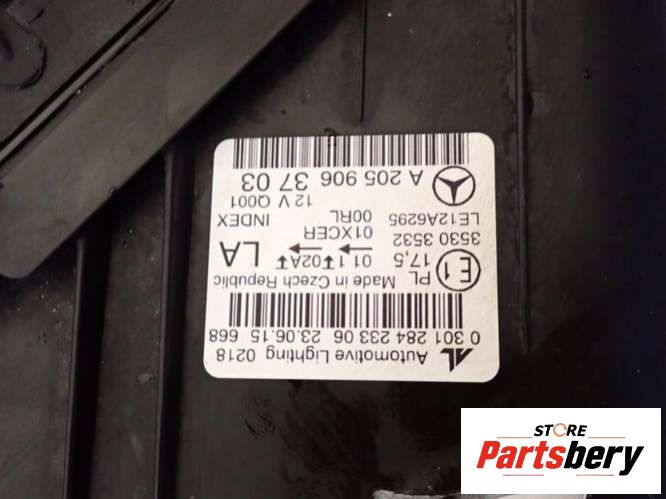 AL Automotive Lighting 0218
0 301 284 233 06 23.06.15 668
E1 PL Made in Czech Republic
17,5 01 1 02A LA
3530 3532 01XCER
LE12A6295 00RL INDEX
12 V Q001
A 205 906 37 03
STORE
Partsbery